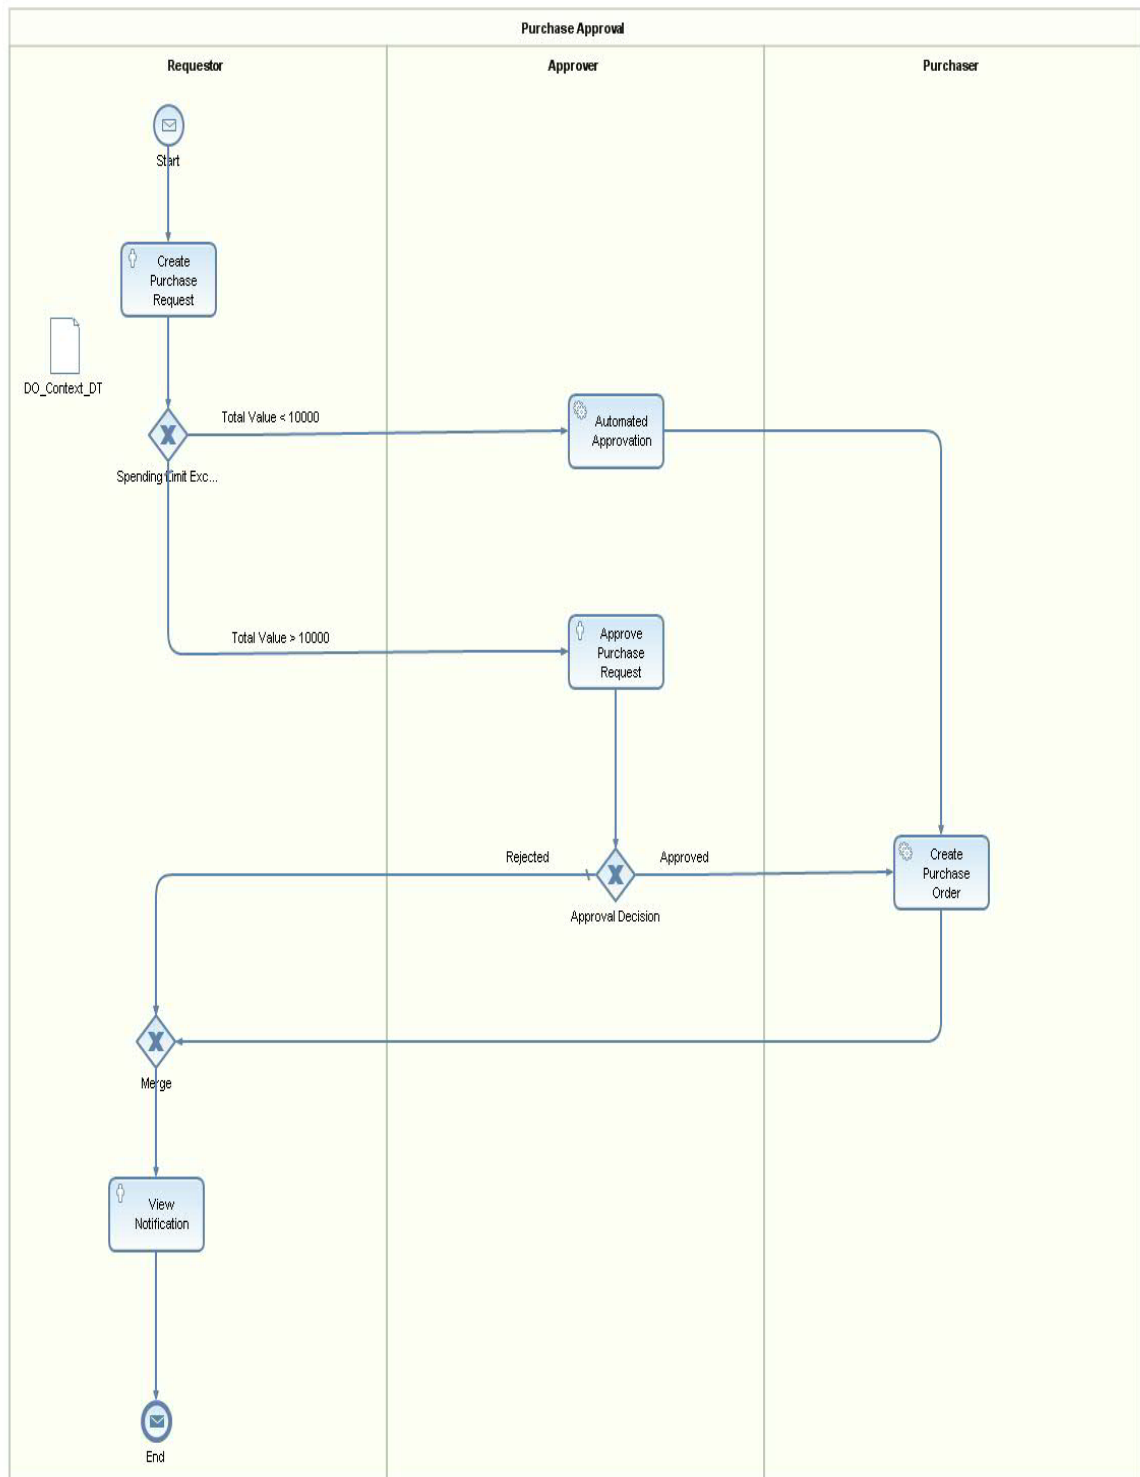 Purchase Approval
Requestor
Approver
Purchaser
Start
Create
Purchase
Request
DO_Context_DT
Total Value < 10000
Automated
Approvation
Spending Limit Exc...
Total Value > 10000
Approve
Purchase
Request
Rejected
Approved
Approval Decision
Create
Purchase
Order
Merge
View
Notification
End